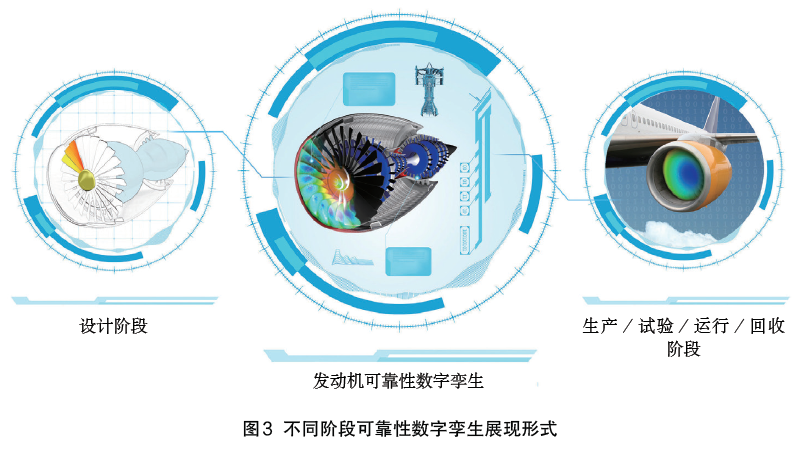 设计阶段
生产 / 试验 / 运行 / 回收
阶段
发动机可靠性数字孪生
图3 不同阶段可靠性数字孪生展现形式